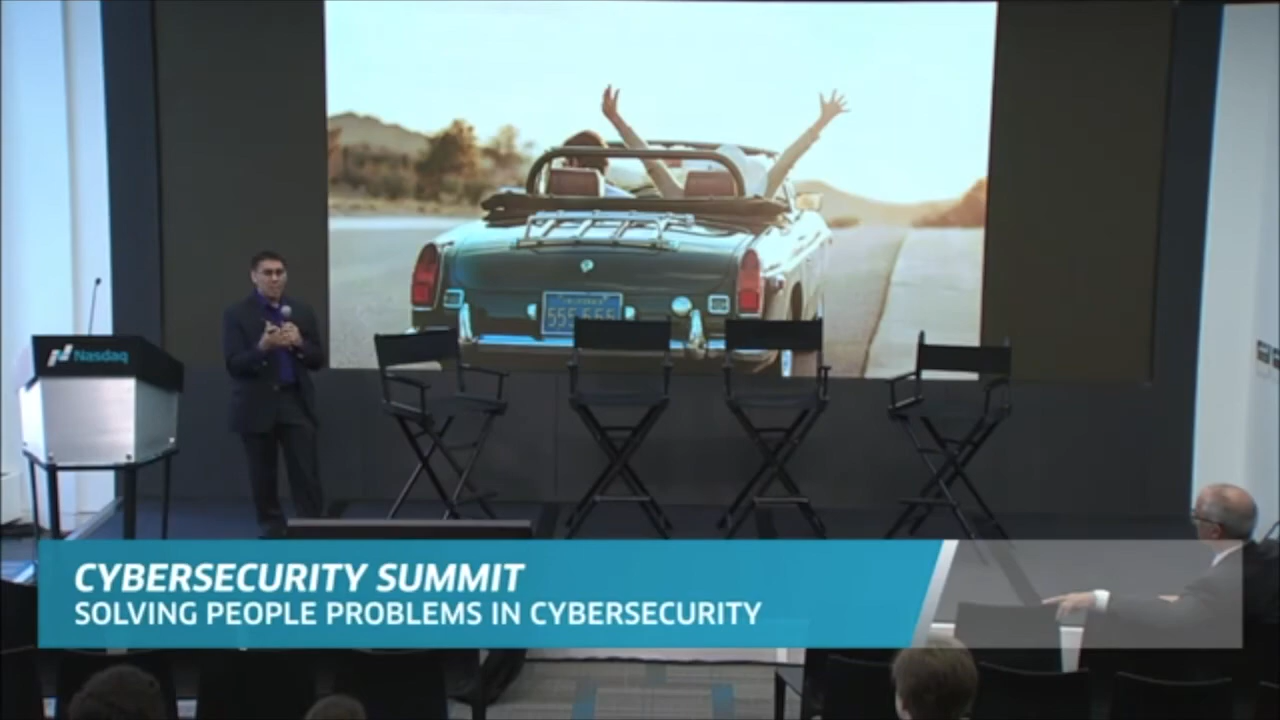 Nasdaq
CYBERSECURITY SUMMIT
SOLVING PEOPLE PROBLEMS IN CYBERSECURITY